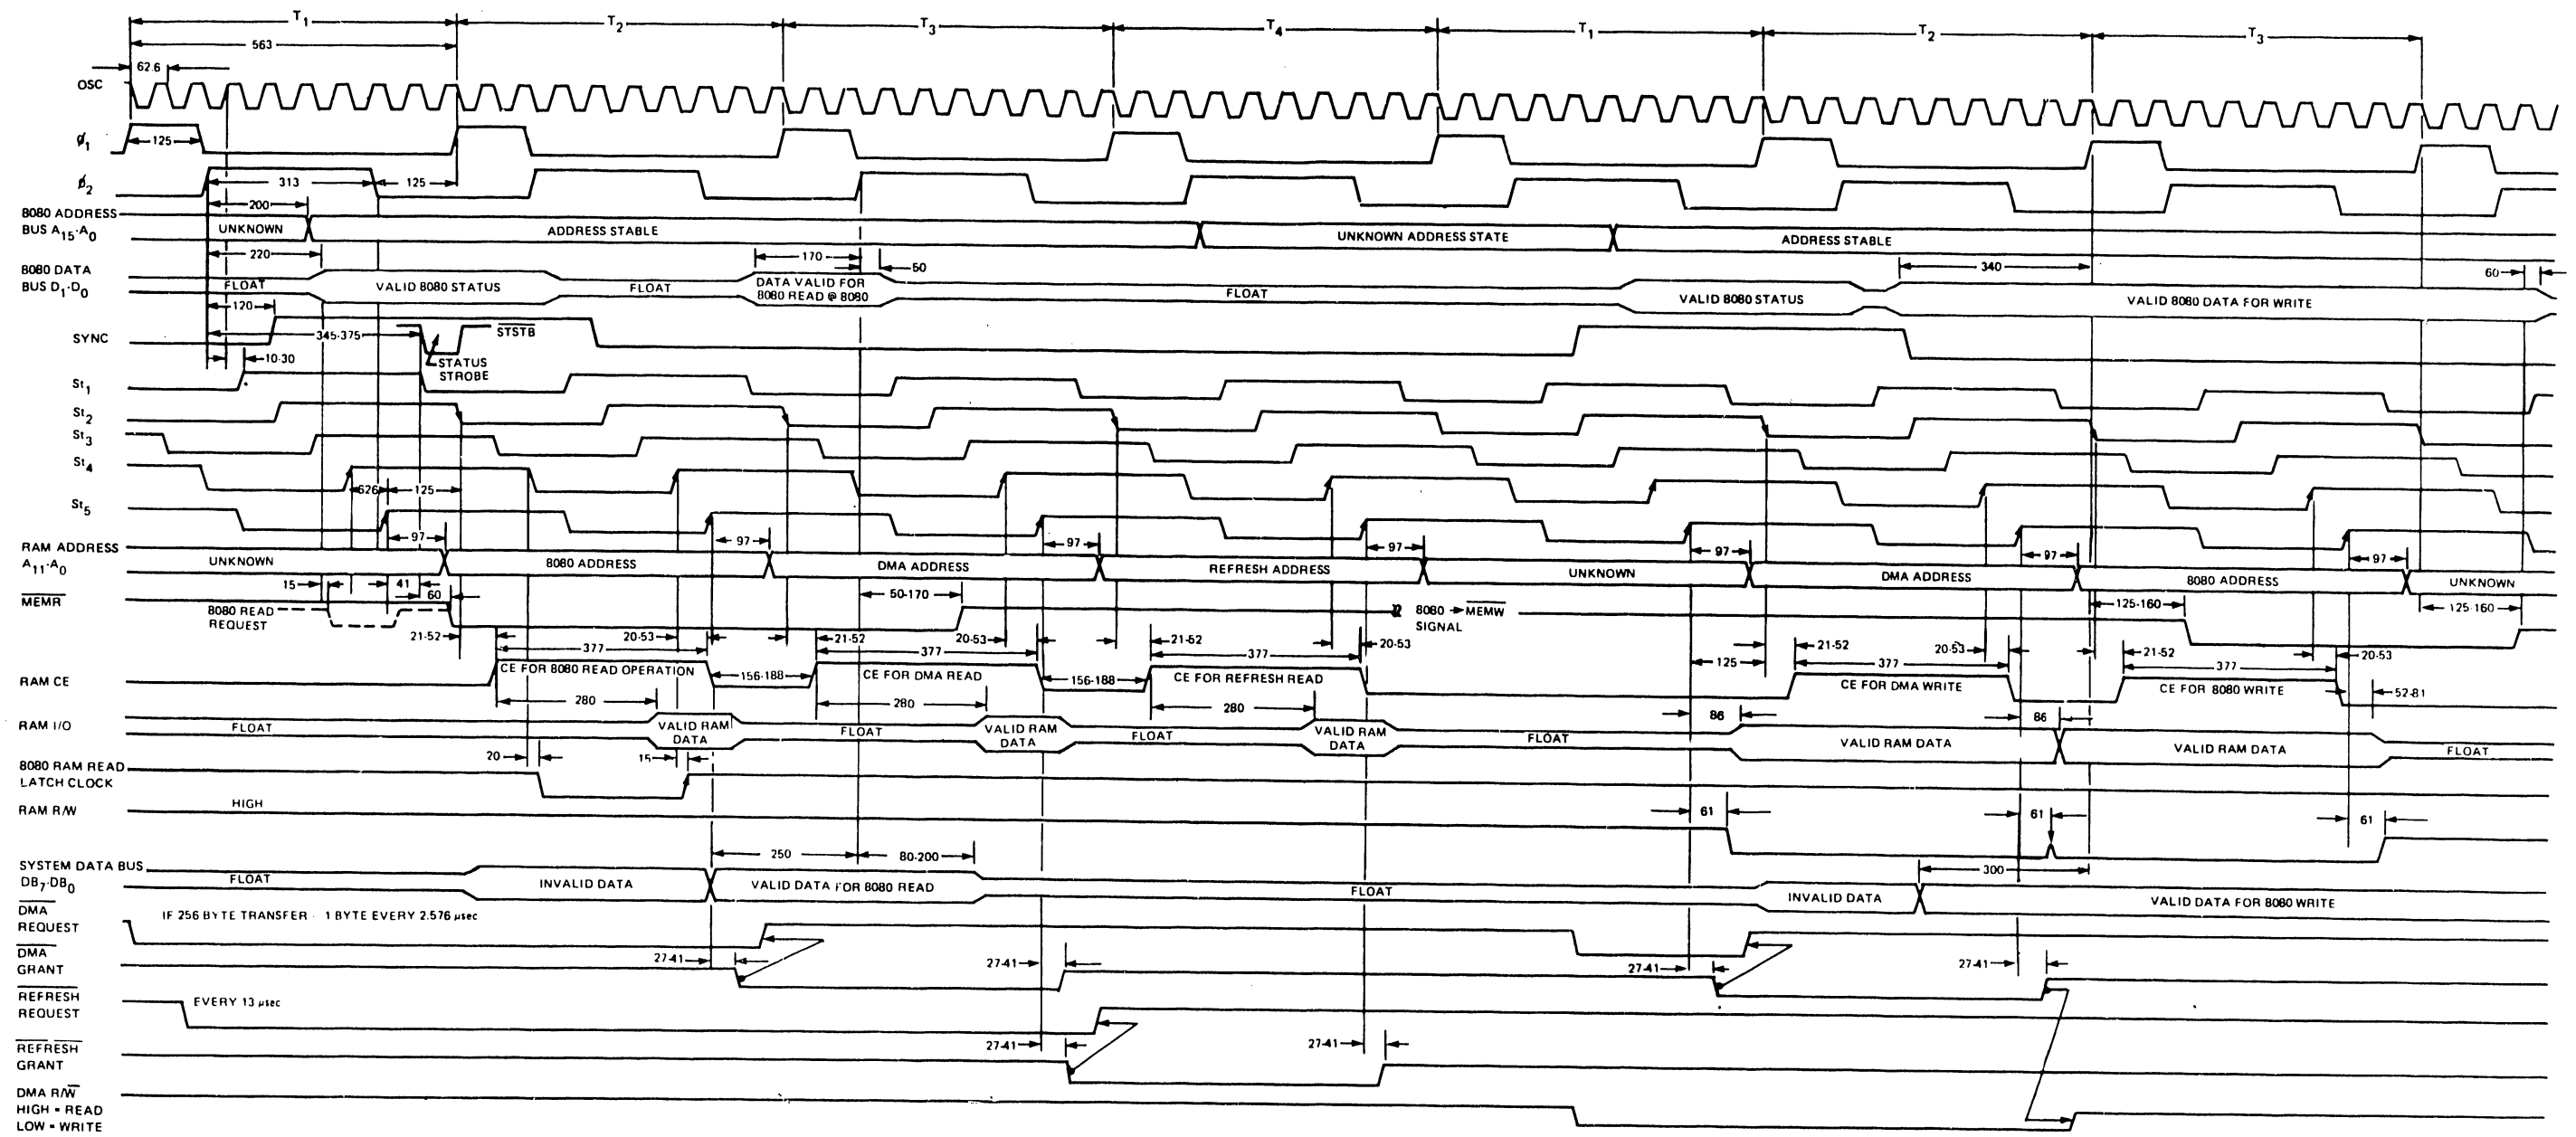 T1 T2 T3 T4 T1 T2 T3
563
62.6
OSC
ø1
125
ø2
313 125
200
8080 ADDRESS
BUS A15-A0
UNKNOWN ADDRESS STABLE UNKNOWN ADDRESS STATE ADDRESS STABLE
220 170 50 340 60
8080 DATA
BUS D1-D0
FLOAT VALID 8080 STATUS FLOAT DATA VALID FOR
8080 READ @ 8080
FLOAT VALID 8080 STATUS VALID 8080 DATA FOR WRITE
120
345-375 STSTB
SYNC
10-30
STATUS
STROBE
St1
St2
St3
St4
626 125
St5
97 97 97 97 97 97 97
RAM ADDRESS
A11-A0
UNKNOWN 8080 ADDRESS DMA ADDRESS REFRESH ADDRESS UNKNOWN DMA ADDRESS 8080 ADDRESS UNKNOWN
15 41 60 50-170 125-160 125-160
MEMR
8080 READ
REQUEST
8080 → MEMW
SIGNAL
21-52 20-53 21-52 20-53 21-52 20-53 21-52 20-53 21-52 20-53
377 377 377 125 377 377
RAM CE
CE FOR 8080 READ OPERATION 156-188 CE FOR DMA READ 156-188 CE FOR REFRESH READ CE FOR DMA WRITE CE FOR 8080 WRITE 52-81
280 280 280 86 86
RAM I/O
FLOAT VALID RAM
DATA
FLOAT VALID RAM
DATA
FLOAT VALID RAM
DATA
FLOAT VALID RAM DATA VALID RAM DATA FLOAT
20 15
8080 RAM READ
LATCH CLOCK
RAM R/W
HIGH
61 61 61
250 80-200 300
SYSTEM DATA BUS
DB7-DB0
FLOAT INVALID DATA VALID DATA FOR 8080 READ FLOAT INVALID DATA VALID DATA FOR 8080 WRITE
DMA
REQUEST
IF 256 BYTE TRANSFER - 1 BYTE EVERY 2.576 µsec
DMA
GRANT
27-41 27-41 27-41 27-41
REFRESH
REQUEST
EVERY 13 µsec
REFRESH
GRANT
27-41 27-41
DMA R/W
HIGH = READ
LOW = WRITE